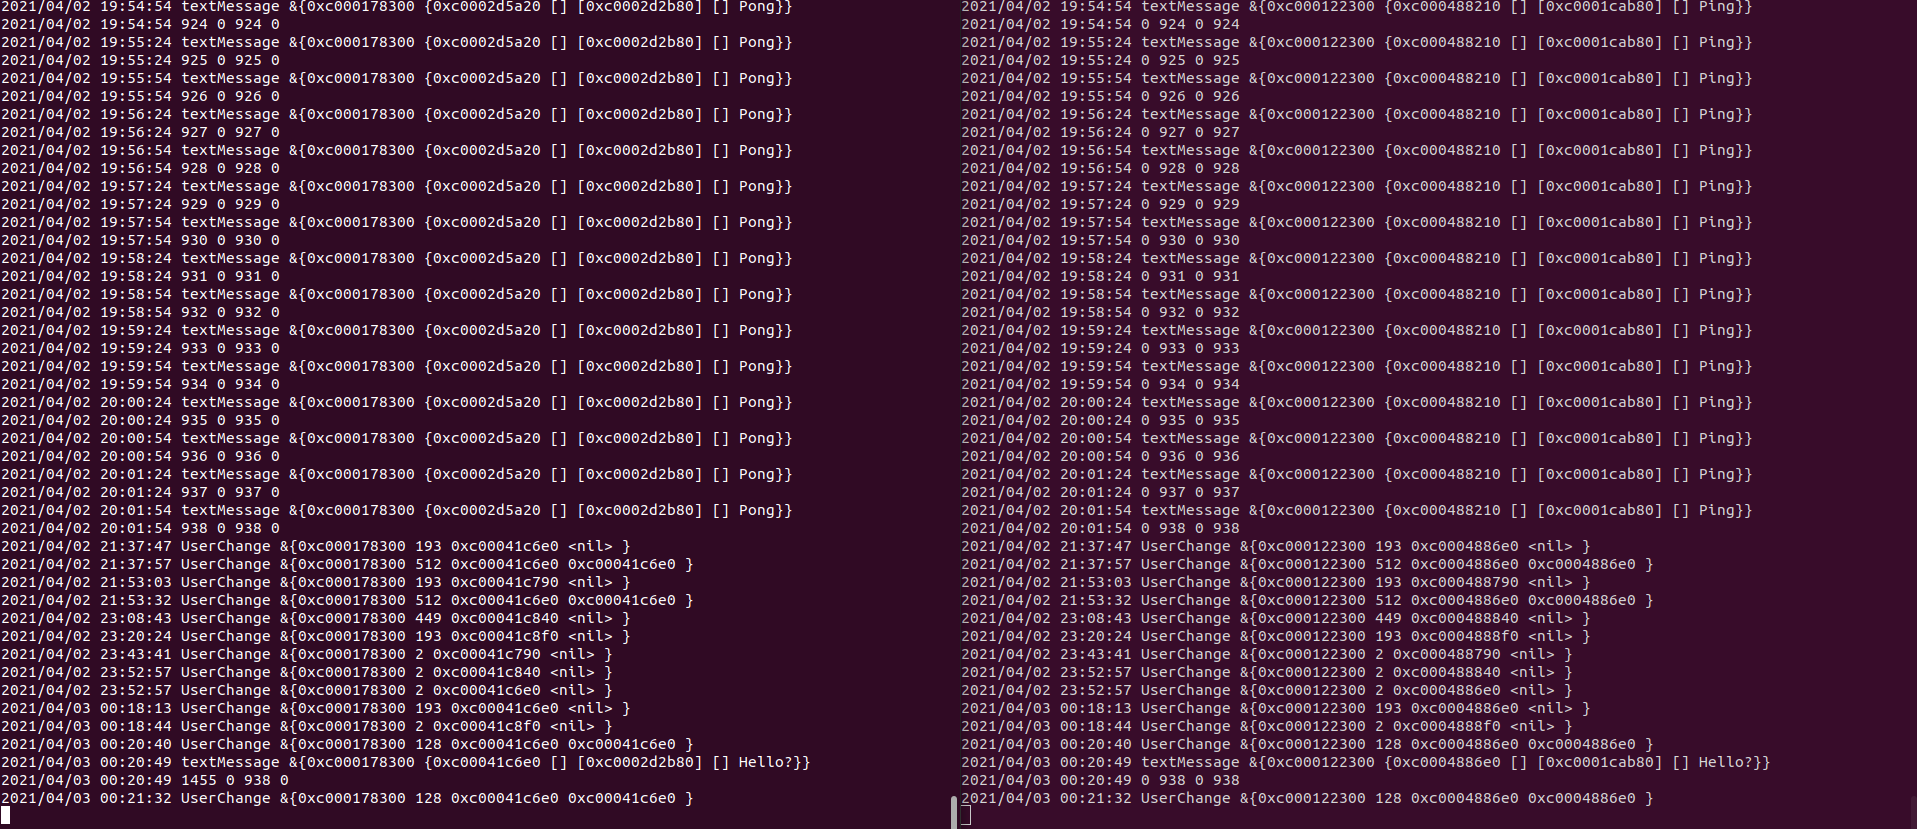 2021/04/02 19:54:54 textMessage &{0xc000178300 {0xc0002d5a20 [] [0xc0002d2b80] [] Pong}}
2021/04/02 19:54:54 924 0 924 0
2021/04/02 19:55:24 textMessage &{0xc000178300 {0xc0002d5a20 [] [0xc0002d2b80] [] Pong}}
2021/04/02 19:55:24 925 0 925 0
2021/04/02 19:55:54 textMessage &{0xc000178300 {0xc0002d5a20 [] [0xc0002d2b80] [] Pong}}
2021/04/02 19:55:54 926 0 926 0
2021/04/02 19:56:24 textMessage &{0xc000178300 {0xc0002d5a20 [] [0xc0002d2b80] [] Pong}}
2021/04/02 19:56:24 927 0 927 0
2021/04/02 19:56:54 textMessage &{0xc000178300 {0xc0002d5a20 [] [0xc0002d2b80] [] Pong}}
2021/04/02 19:56:54 928 0 928 0
2021/04/02 19:57:24 textMessage &{0xc000178300 {0xc0002d5a20 [] [0xc0002d2b80] [] Pong}}
2021/04/02 19:57:24 929 0 929 0
2021/04/02 19:57:54 textMessage &{0xc000178300 {0xc0002d5a20 [] [0xc0002d2b80] [] Pong}}
2021/04/02 19:57:54 930 0 930 0
2021/04/02 19:58:24 textMessage &{0xc000178300 {0xc0002d5a20 [] [0xc0002d2b80] [] Pong}}
2021/04/02 19:58:24 931 0 931 0
2021/04/02 19:58:54 textMessage &{0xc000178300 {0xc0002d5a20 [] [0xc0002d2b80] [] Pong}}
2021/04/02 19:58:54 932 0 932 0
2021/04/02 19:59:24 textMessage &{0xc000178300 {0xc0002d5a20 [] [0xc0002d2b80] [] Pong}}
2021/04/02 19:59:24 933 0 933 0
2021/04/02 19:59:54 textMessage &{0xc000178300 {0xc0002d5a20 [] [0xc0002d2b80] [] Pong}}
2021/04/02 19:59:54 934 0 934 0
2021/04/02 20:00:24 textMessage &{0xc000178300 {0xc0002d5a20 [] [0xc0002d2b80] [] Pong}}
2021/04/02 20:00:24 935 0 935 0
2021/04/02 20:00:54 textMessage &{0xc000178300 {0xc0002d5a20 [] [0xc0002d2b80] [] Pong}}
2021/04/02 20:00:54 936 0 936 0
2021/04/02 20:01:24 textMessage &{0xc000178300 {0xc0002d5a20 [] [0xc0002d2b80] [] Pong}}
2021/04/02 20:01:24 937 0 937 0
2021/04/02 20:01:54 textMessage &{0xc000178300 {0xc0002d5a20 [] [0xc0002d2b80] [] Pong}}
2021/04/02 20:01:54 938 0 938 0
2021/04/02 21:37:47 UserChange &{0xc000178300 193 0xc00041c6e0 <nil> }
2021/04/02 21:37:57 UserChange &{0xc000178300 512 0xc00041c6e0 0xc00041c6e0 }
2021/04/02 21:53:03 UserChange &{0xc000178300 193 0xc00041c790 <nil> }
2021/04/02 21:53:32 UserChange &{0xc000178300 512 0xc00041c6e0 0xc00041c6e0 }
2021/04/02 23:08:43 UserChange &{0xc000178300 449 0xc00041c840 <nil> }
2021/04/02 23:20:24 UserChange &{0xc000178300 193 0xc00041c8f0 <nil> }
2021/04/02 23:43:41 UserChange &{0xc000178300 2 0xc00041c790 <nil> }
2021/04/02 23:52:57 UserChange &{0xc000178300 2 0xc00041c840 <nil> }
2021/04/02 23:52:57 UserChange &{0xc000178300 2 0xc00041c6e0 <nil> }
2021/04/03 00:18:13 UserChange &{0xc000178300 193 0xc00041c6e0 <nil> }
2021/04/03 00:18:44 UserChange &{0xc000178300 2 0xc00041c8f0 <nil> }
2021/04/03 00:20:40 UserChange &{0xc000178300 128 0xc00041c6e0 0xc00041c6e0 }
2021/04/03 00:20:49 textMessage &{0xc000178300 {0xc00041c6e0 [] [0xc0002d2b80] [] Hello?}}
2021/04/03 00:20:49 1455 0 938 0
2021/04/03 00:21:32 UserChange &{0xc000178300 128 0xc00041c6e0 0xc00041c6e0 }
2021/04/02 19:54:54 textMessage &{0xc000122300 {0xc000488210 [] [0xc0001cab80] [] Ping}}
2021/04/02 19:54:54 0 924 0 924
2021/04/02 19:55:24 textMessage &{0xc000122300 {0xc000488210 [] [0xc0001cab80] [] Ping}}
2021/04/02 19:55:24 0 925 0 925
2021/04/02 19:55:54 textMessage &{0xc000122300 {0xc000488210 [] [0xc0001cab80] [] Ping}}
2021/04/02 19:55:54 0 926 0 926
2021/04/02 19:56:24 textMessage &{0xc000122300 {0xc000488210 [] [0xc0001cab80] [] Ping}}
2021/04/02 19:56:24 0 927 0 927
2021/04/02 19:56:54 textMessage &{0xc000122300 {0xc000488210 [] [0xc0001cab80] [] Ping}}
2021/04/02 19:56:54 0 928 0 928
2021/04/02 19:57:24 textMessage &{0xc000122300 {0xc000488210 [] [0xc0001cab80] [] Ping}}
2021/04/02 19:57:24 0 929 0 929
2021/04/02 19:57:54 textMessage &{0xc000122300 {0xc000488210 [] [0xc0001cab80] [] Ping}}
2021/04/02 19:57:54 0 930 0 930
2021/04/02 19:58:24 textMessage &{0xc000122300 {0xc000488210 [] [0xc0001cab80] [] Ping}}
2021/04/02 19:58:24 0 931 0 931
2021/04/02 19:58:54 textMessage &{0xc000122300 {0xc000488210 [] [0xc0001cab80] [] Ping}}
2021/04/02 19:58:54 0 932 0 932
2021/04/02 19:59:24 textMessage &{0xc000122300 {0xc000488210 [] [0xc0001cab80] [] Ping}}
2021/04/02 19:59:24 0 933 0 933
2021/04/02 19:59:54 textMessage &{0xc000122300 {0xc000488210 [] [0xc0001cab80] [] Ping}}
2021/04/02 19:59:54 0 934 0 934
2021/04/02 20:00:24 textMessage &{0xc000122300 {0xc000488210 [] [0xc0001cab80] [] Ping}}
2021/04/02 20:00:24 0 935 0 935
2021/04/02 20:00:54 textMessage &{0xc000122300 {0xc000488210 [] [0xc0001cab80] [] Ping}}
2021/04/02 20:00:54 0 936 0 936
2021/04/02 20:01:24 textMessage &{0xc000122300 {0xc000488210 [] [0xc0001cab80] [] Ping}}
2021/04/02 20:01:24 0 937 0 937
2021/04/02 20:01:54 textMessage &{0xc000122300 {0xc000488210 [] [0xc0001cab80] [] Ping}}
2021/04/02 20:01:54 0 938 0 938
2021/04/02 21:37:47 UserChange &{0xc000122300 193 0xc0004886e0 <nil> }
2021/04/02 21:37:57 UserChange &{0xc000122300 512 0xc0004886e0 0xc0004886e0 }
2021/04/02 21:53:03 UserChange &{0xc000122300 193 0xc000488790 <nil> }
2021/04/02 21:53:32 UserChange &{0xc000122300 512 0xc0004886e0 0xc0004886e0 }
2021/04/02 23:08:43 UserChange &{0xc000122300 449 0xc000488840 <nil> }
2021/04/02 23:20:24 UserChange &{0xc000122300 193 0xc0004888f0 <nil> }
2021/04/02 23:43:41 UserChange &{0xc000122300 2 0xc000488790 <nil> }
2021/04/02 23:52:57 UserChange &{0xc000122300 2 0xc000488840 <nil> }
2021/04/02 23:52:57 UserChange &{0xc000122300 2 0xc0004886e0 <nil> }
2021/04/03 00:18:13 UserChange &{0xc000122300 193 0xc0004886e0 <nil> }
2021/04/03 00:18:44 UserChange &{0xc000122300 2 0xc0004888f0 <nil> }
2021/04/03 00:20:40 UserChange &{0xc000122300 128 0xc0004886e0 0xc0004886e0 }
2021/04/03 00:20:49 textMessage &{0xc000122300 {0xc0004886e0 [] [0xc0001cab80] [] Hello?}}
2021/04/03 00:20:49 0 938 0 938
2021/04/03 00:21:32 UserChange &{0xc000122300 128 0xc0004886e0 0xc0004886e0 }